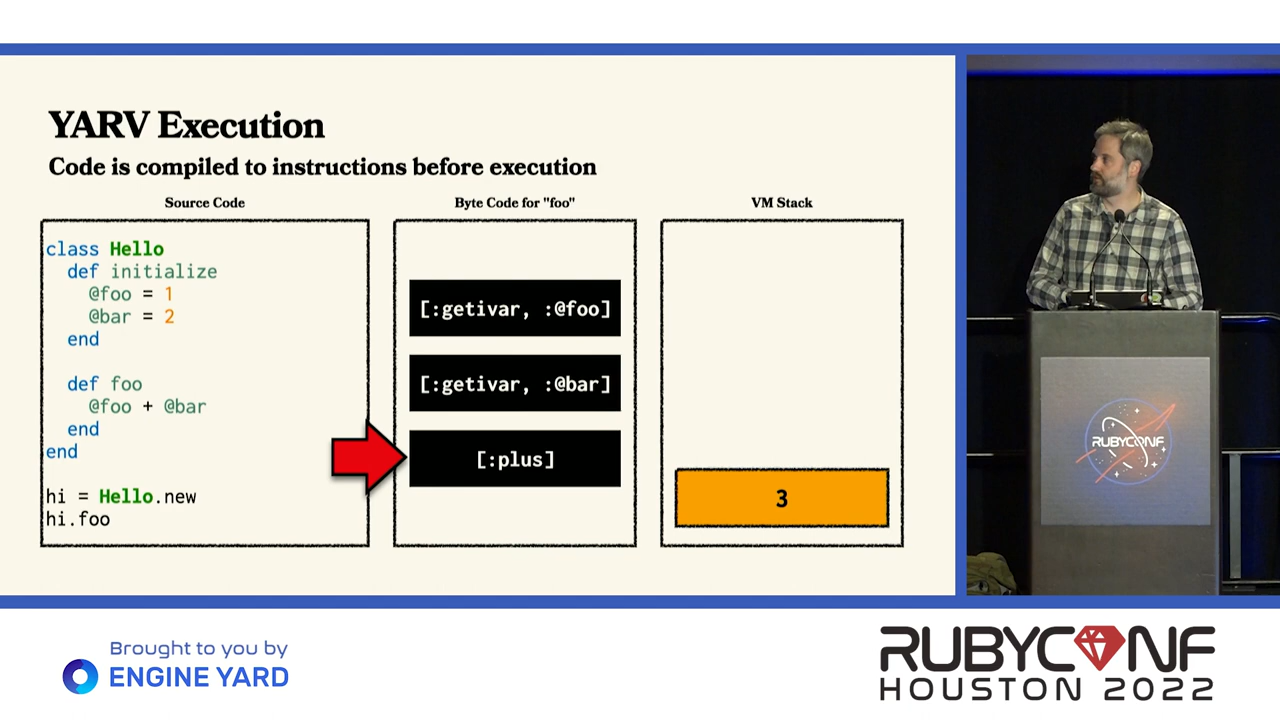 YARV Execution
Code is compiled to instructions before execution
Source Code
class Hello
  def initialize
    @foo = 1
    @bar = 2
  end

  def foo
    @foo + @bar
  end
end

hi = Hello.new
hi.foo
Byte Code for "foo"
[:getivar, :@foo]
[:getivar, :@bar]
[:plus]
VM Stack
3
RUBYCONF
Brought to you by
ENGINE YARD
RUBYCONF
HOUSTON 2022